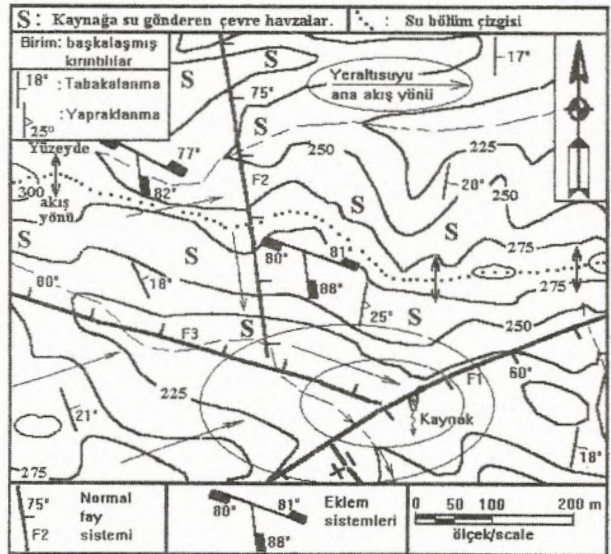 S: Kaynağa su gönderen çevre havzalar.
: Su bölüm çizgisi
Birim: başkalaşmış
kırıntılılar
18° : Tabakalanma
25° : Yapraklanma
S
S
S
75°
Yeraltısuyu
ana akış yönü
17°
225
250
Yüzeyde
akış
yönü
300
77°
82°
F2
20°
250
S
S
S
S
275
275
80°
81
88°
25°
S
250
80°
18°
S
F3
225
F1
60°
Kaynak
21°
18°
275
75°
F2
Normal
fay
sistemi
80°
81°
88°
Eklem
sistemleri
0 50 100 200 m
ölçek/scale